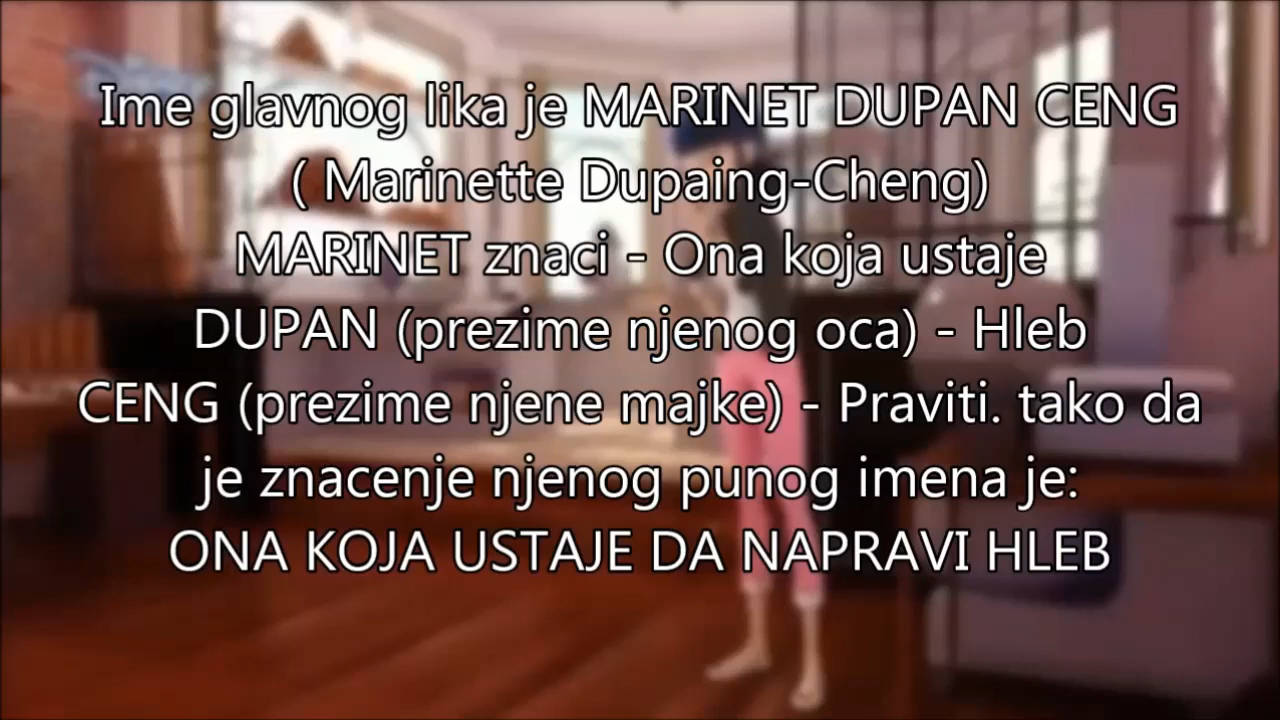 Ime glavnog lika je MARINET DUPAN CENG
( Marinette Dupaing-Cheng)
MARINET znaci - Ona koja ustaje
DUPAN (prezime njenog oca) - Hleb
CENG (prezime njene majke) - Praviti. tako da
je znacenje njenog punog imena je:
ONA KOJA USTAJE DA NAPRAVI HLEB